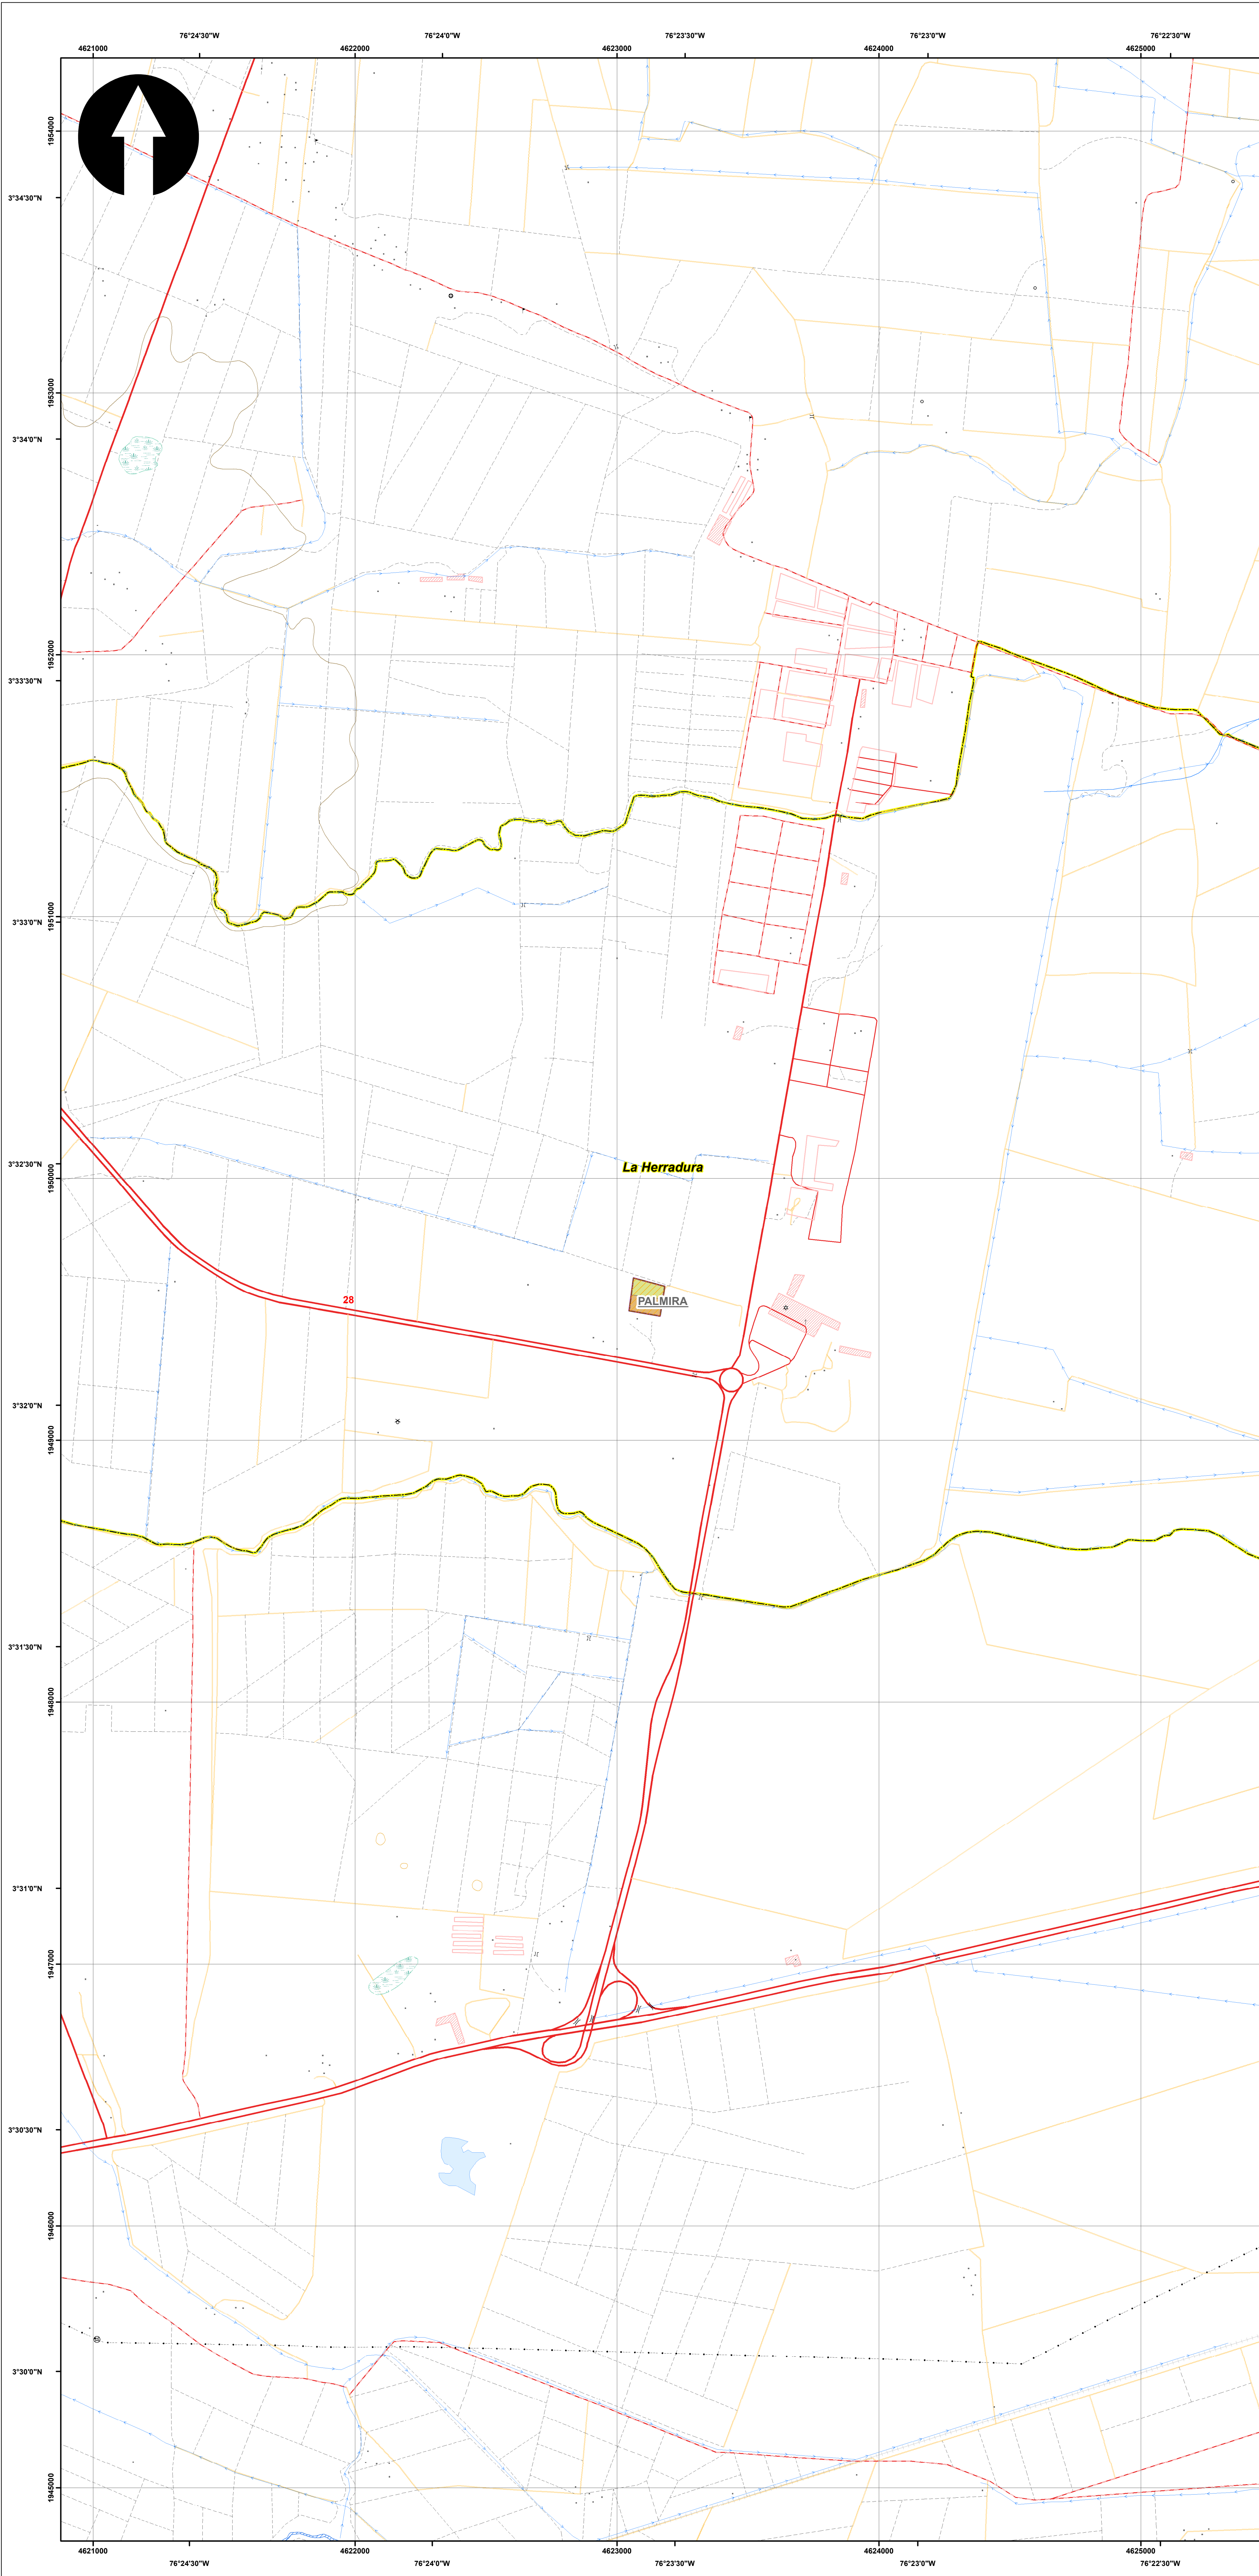 76°24'30"W 76°24'0"W 76°23'30"W 76°23'0"W 76°22'30"W
4621000 4622000 4623000 4624000 4625000
1954000
3°34'30"N
1953000
3°34'0"N
1952000
3°33'30"N
1951000
3°33'0"N
3°32'30"N
La Herradura
1950000
28
PALMIRA
3°32'0"N
1949000
3°31'30"N
1948000
3°31'0"N
1947000
3°30'30"N
1946000
3°30'0"N
1945000
4621000 4622000 4623000 4624000 4625000
76°24'30"W 76°24'0"W 76°23'30"W 76°23'0"W 76°22'30"W